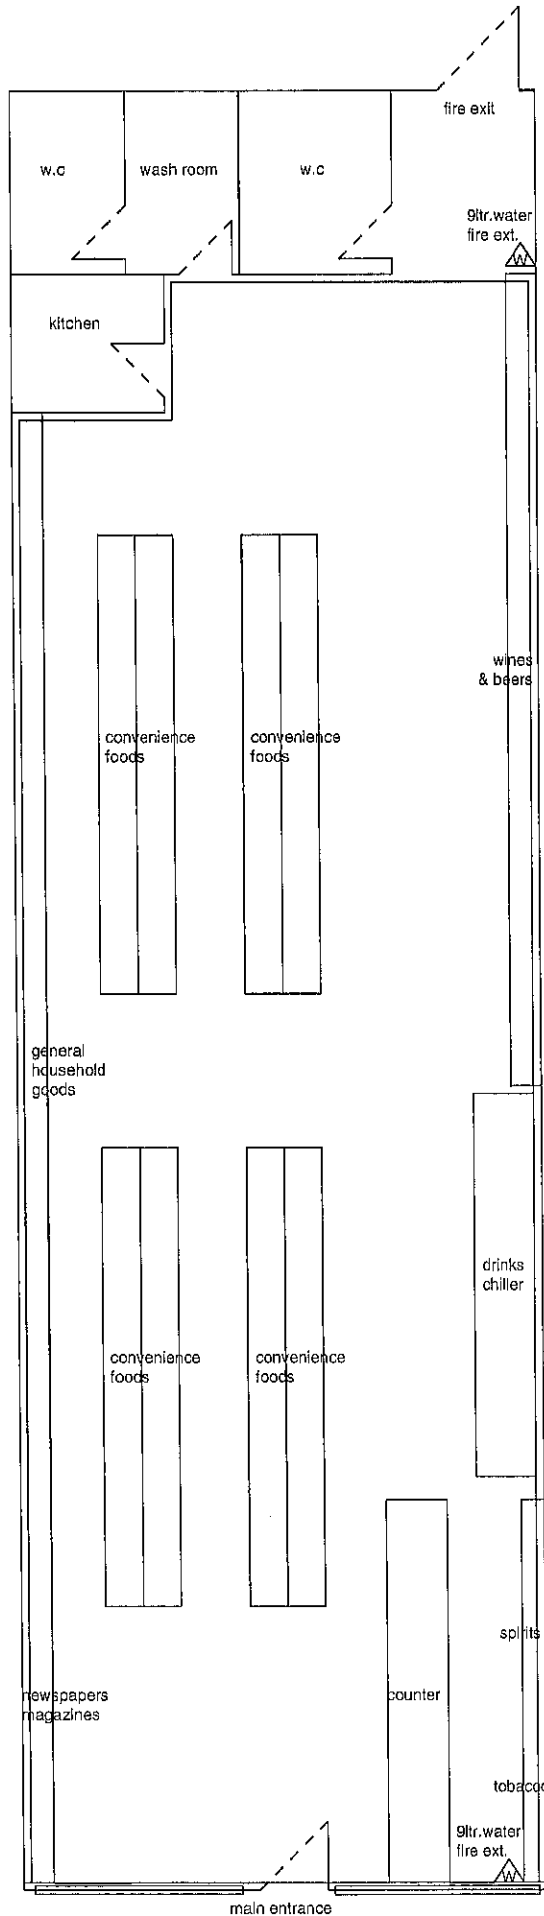 fire exit
w.c
wash room
w.c
9ltr.water
fire ext.
W
kitchen
wines
& beers
convenience
foods
convenience
foods
general
household
goods
drinks
chiller
convenience
foods
convenience
foods
spirits
newspapers
magazines
counter
tobacco
9ltr.water
fire ext.
W
main entrance